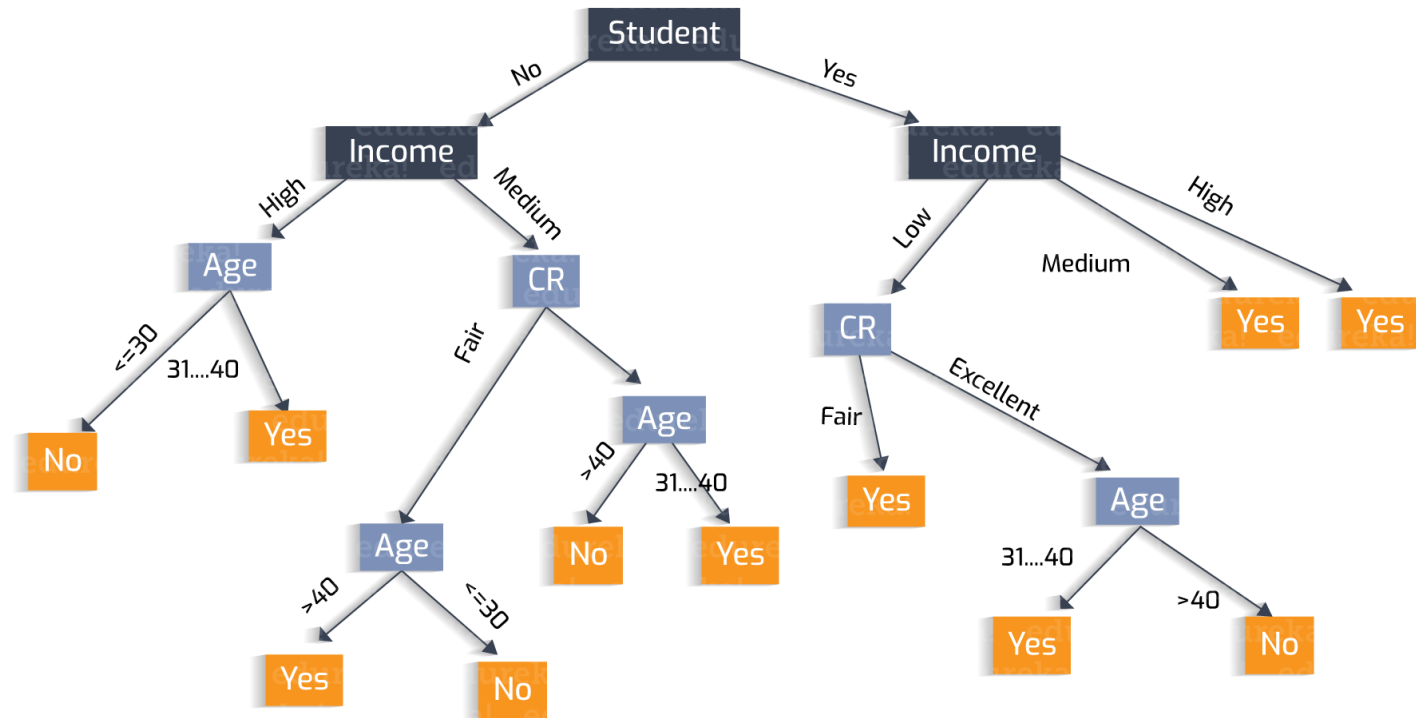 Student
No
Yes
Income
Income
High
Medium
Low
Medium
High
Age
CR
CR
Yes
Yes
<=30
31....40
Fair
Fair
Excellent
No
Yes
Age
>40
31....40
Yes
Age
Age
No
Yes
31....40
>40
>40
<=30
Yes
No
Yes
No
edureka!